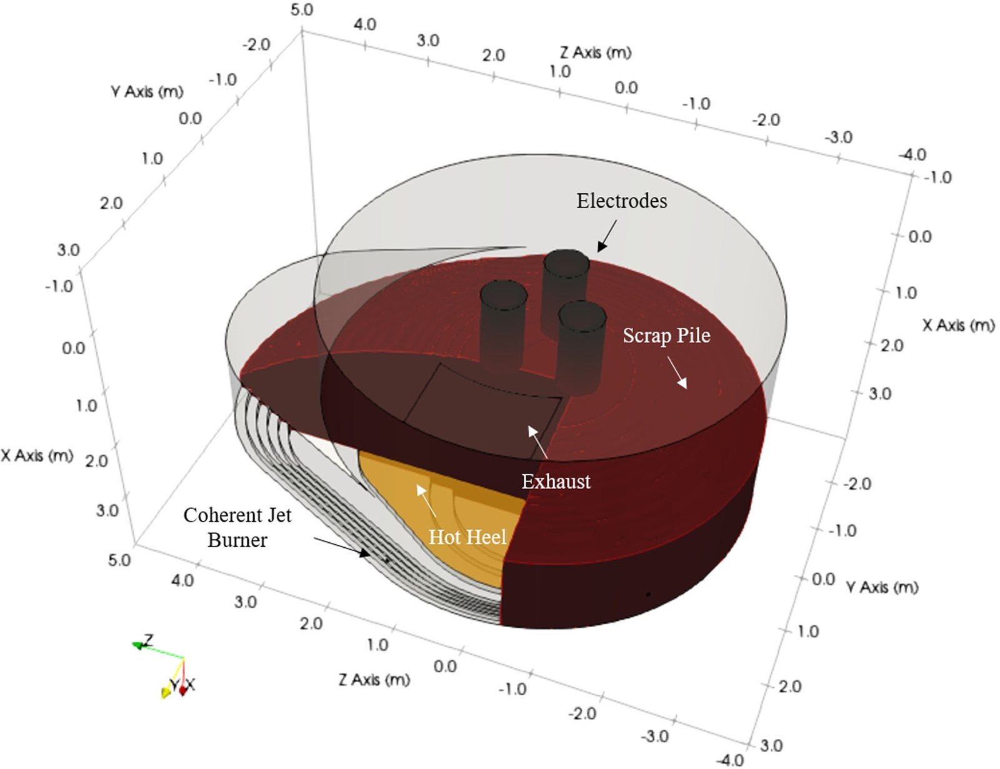 5.0
4.0
3.0
2.0
1.0
0.0
-1.0
-2.0
-3.0
-4.0
Z Axis (m)
-2.0
-1.0
0.0
1.0
2.0
3.0
Y Axis (m)
-1.0
0.0
1.0
2.0
3.0
X Axis (m)
-1.0
0.0
1.0
2.0
3.0
X Axis (m)
Electrodes
Scrap Pile
Exhaust
Hot Heel
Coherent Jet
Burner
-2.0
-1.0
0.0
1.0
2.0
3.0
Y Axis (m)
5.0
4.0
3.0
2.0
1.0
0.0
-1.0
-2.0
-3.0
-4.0
Z Axis (m)
Z
Y
X